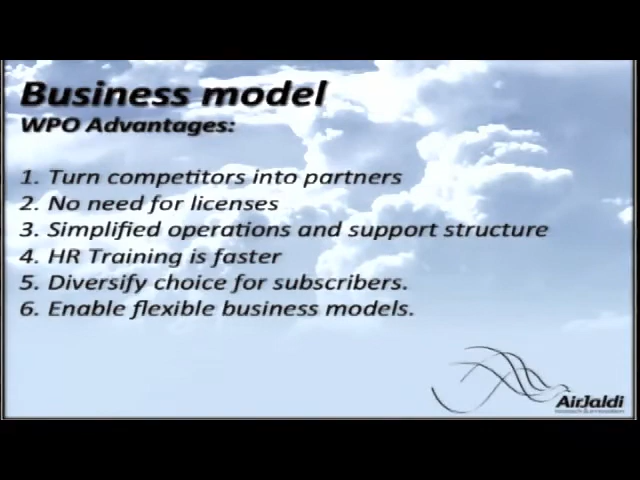 Business model
WPO Advantages:
1. Turn competitors into partners
2. No need for licenses
3. Simplified operations and support structure
4. HR Training is faster
5. Diversify choice for subscribers.
6. Enable flexible business models.
AirJaldi